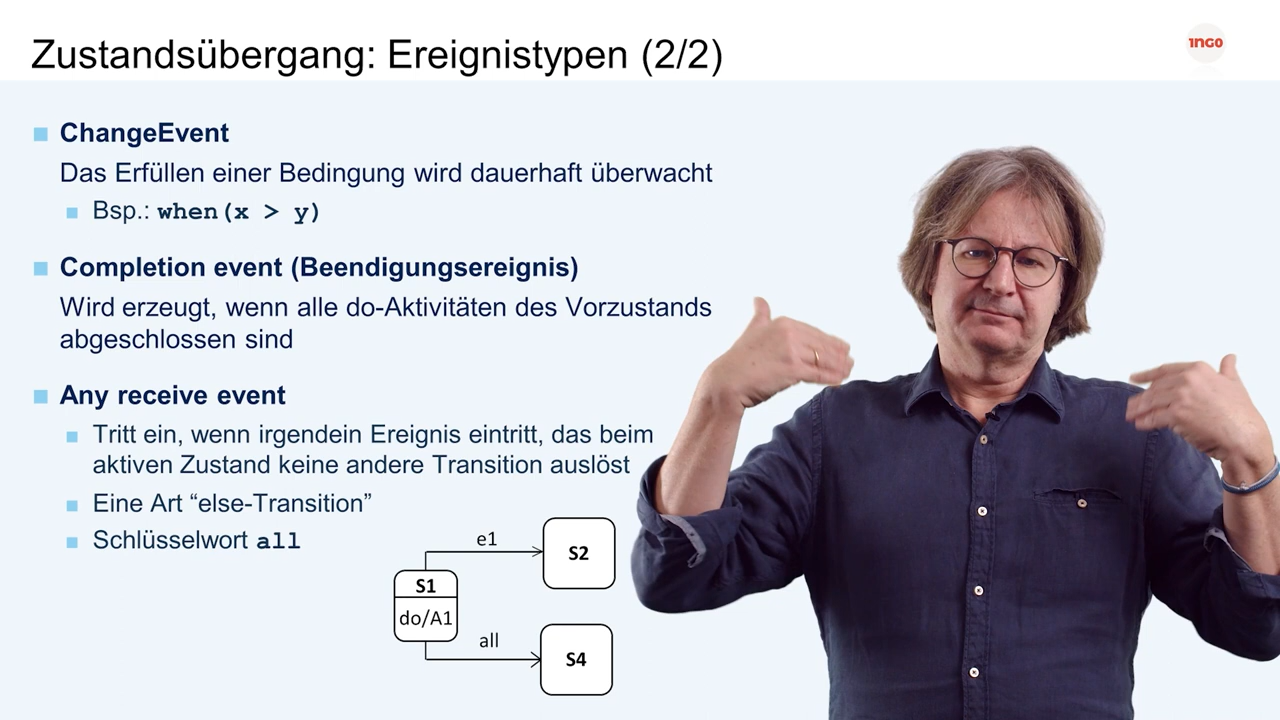 Zustandsübergang: Ereignistypen (2/2)
1NGO
ChangeEvent
Das Erfüllen einer Bedingung wird dauerhaft überwacht
Bsp.: when(x > y)
Completion event (Beendigungsereignis)
Wird erzeugt, wenn alle do-Aktivitäten des Vorzustands
abgeschlossen sind
Any receive event
Tritt ein, wenn irgendein Ereignis eintritt, das beim
aktiven Zustand keine andere Transition auslöst
Eine Art “else-Transition”
Schlüsselwort all
e1
S2
S1
do/A1
all
S4